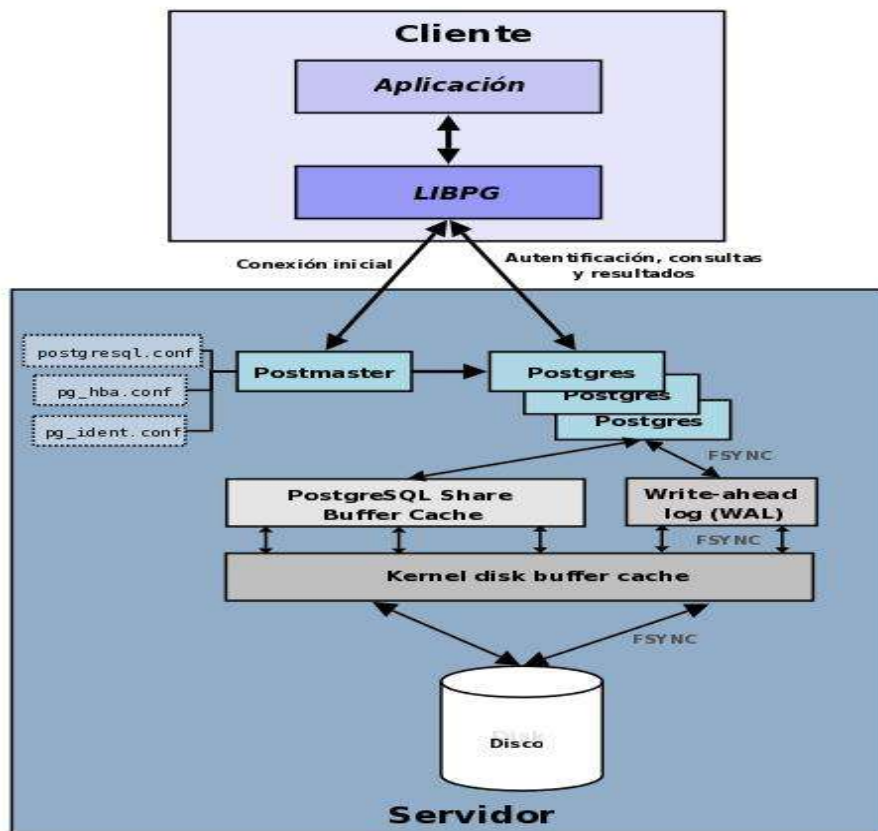 Cliente
Aplicación
LIBPG
Conexión inicial
Autentificación, consultas
y resultados
postgresql.conf
pg_hba.conf
pg_ident.conf
Postmaster
Postgres
Postgres
Postgres
FSYNC
PostgreSQL Share
Buffer Cache
Write-ahead
log (WAL)
FSYNC
Kernel disk buffer cache
FSYNC
Disk
Disco
Servidor